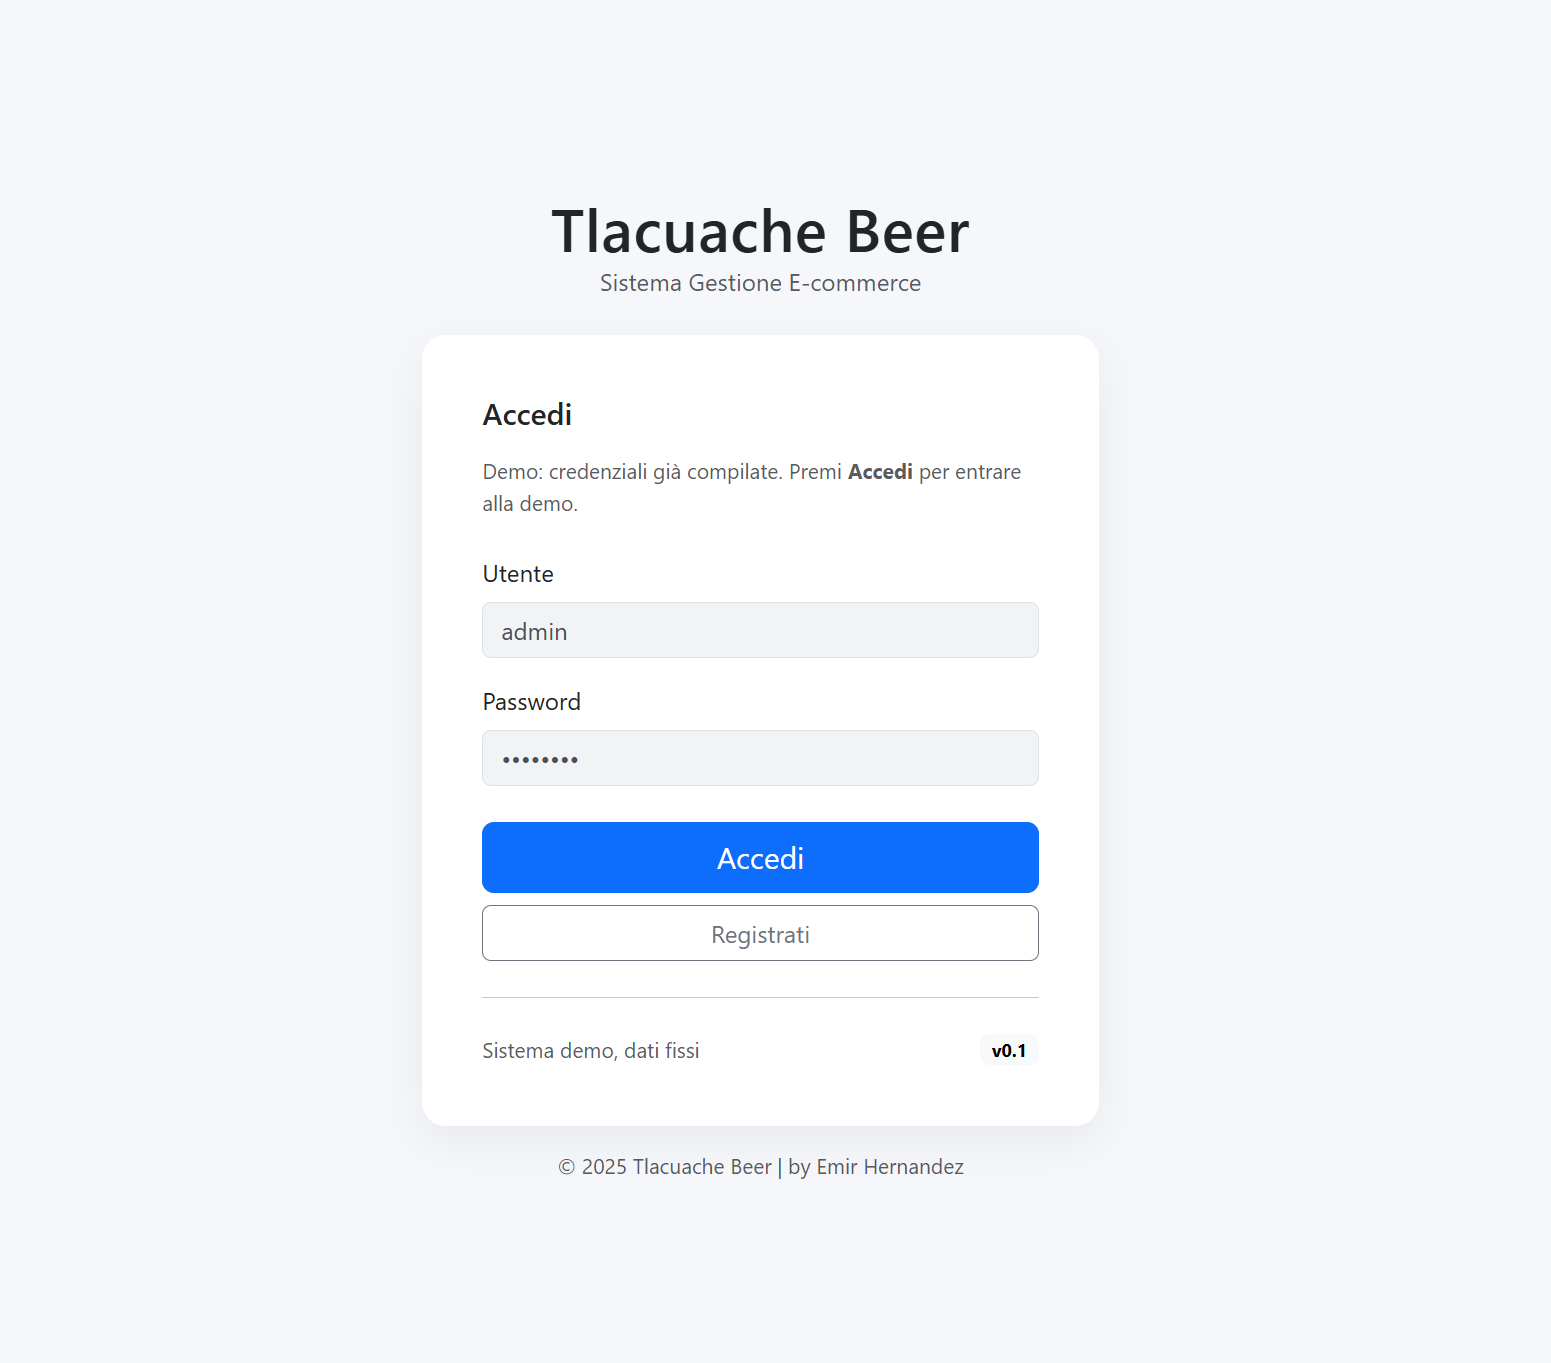 Tlacuache Beer
Sistema Gestione E-commerce
Accedi
Demo: credenziali già compilate. Premi Accedi per entrare
alla demo.
Utente
admin
Password
••••••••
Accedi
Registrati
Sistema demo, dati fissi
v0.1
© 2025 Tlacuache Beer | by Emir Hernandez